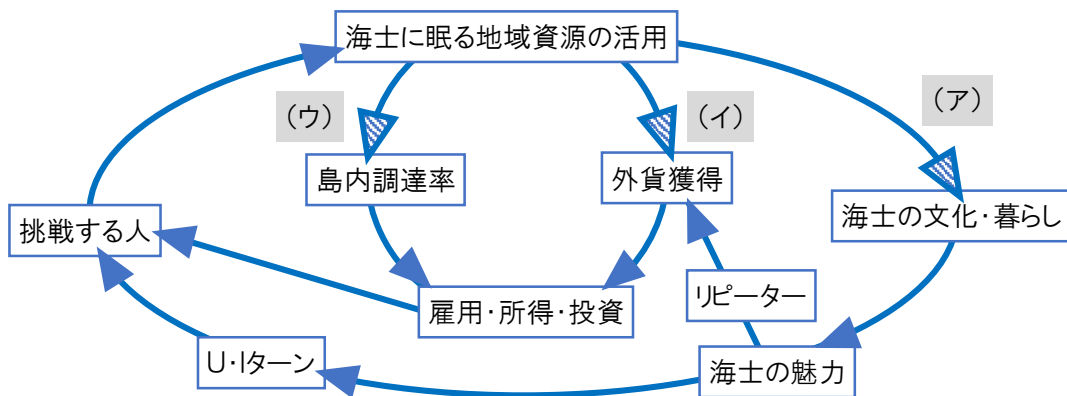 海士に眠る地域資源の活用
(ア)
(ウ)
(イ)
島内調達率
外貨獲得
挑戦する人
海士の文化・暮らし
リピーター
雇用・所得・投資
U・Iターン
海士の魅力